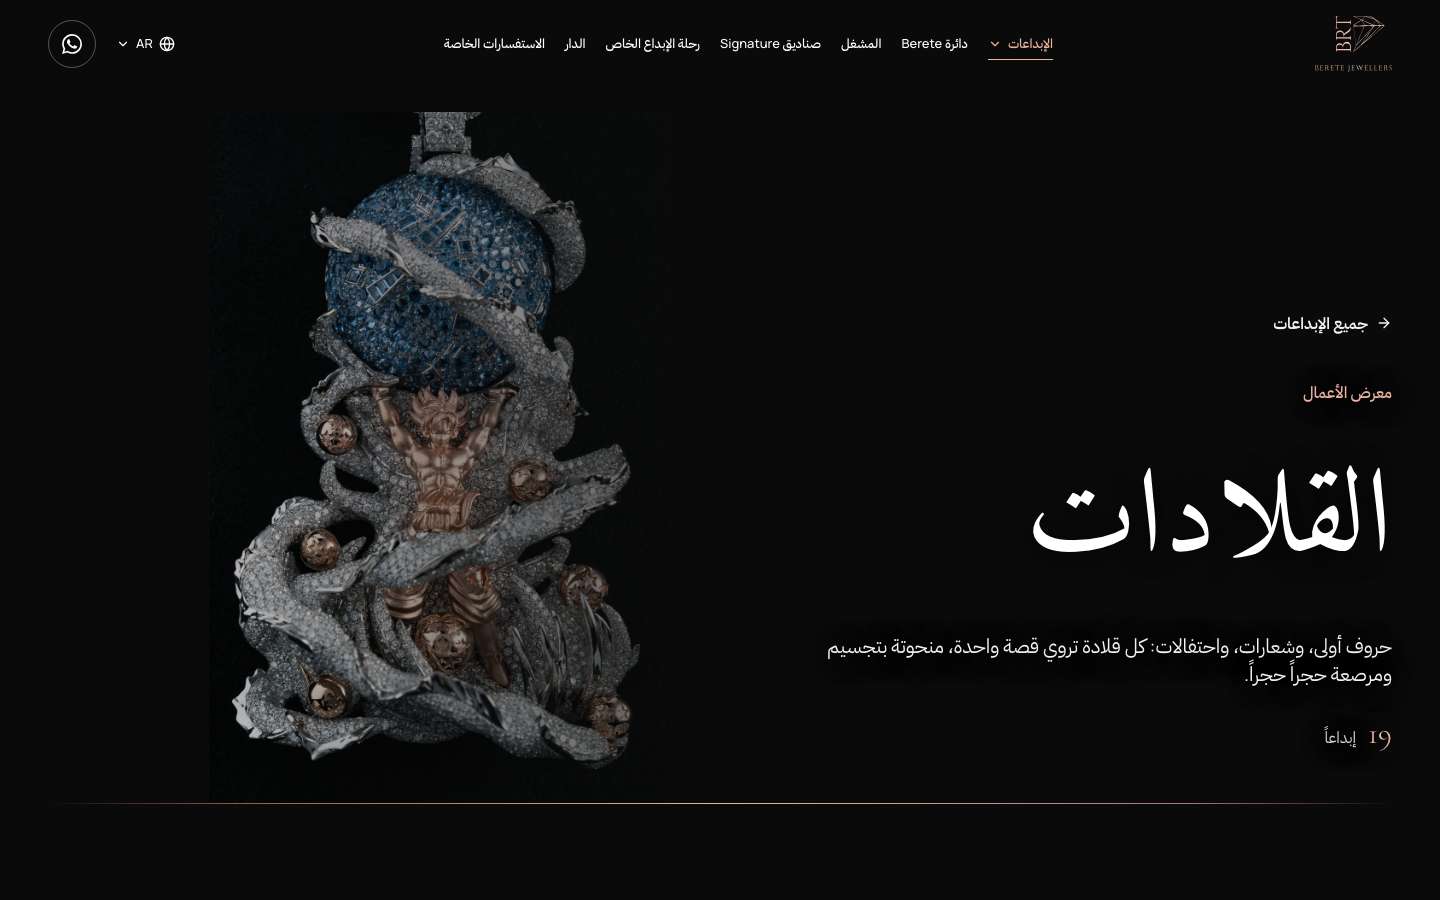 BRT
BERETE JEWELLERS
الإبداعات
دائرة Berete
المشغل
صناديق Signature
رحلة الإبداع الخاص
الدار
الاستفسارات الخاصة
AR
جميع الإبداعات
معرض الأعمال
القلادات
حروف أولى، وشعارات، واحتفالات: كل قلادة تروي قصة واحدة، منحوتة بتجسيم
ومرصعة حجراً حجراً.
19 إبداعاً